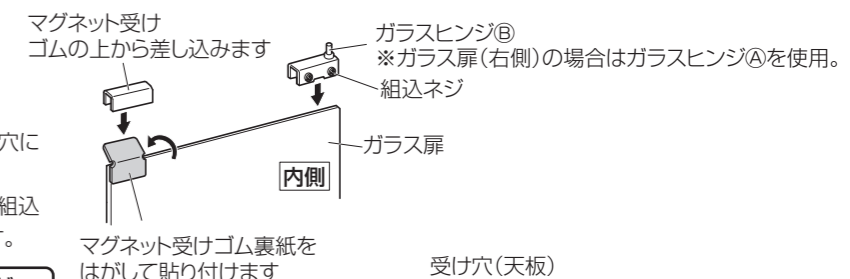 マグネット受け
ゴムの上から差し込みます
ガラスヒンジⒷ
※ガラス扉(右側)の場合はガラスヒンジⒶを使用。
組込ネジ
穴に
ガラス扉
内側
組込
。
マグネット受けゴム裏紙を
はがして貼り付けます
受け穴(天板)